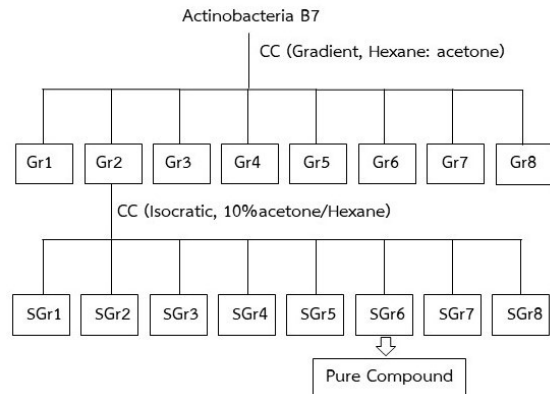 Actinobacteria B7
CC (Gradient, Hexane: acetone)
Gr1 Gr2 Gr3 Gr4 Gr5 Gr6 Gr7 Gr8
CC (Isocratic, 10%acetone/Hexane)
SGr1 SGr2 SGr3 SGr4 SGr5 SGr6 SGr7 SGr8
Pure Compound